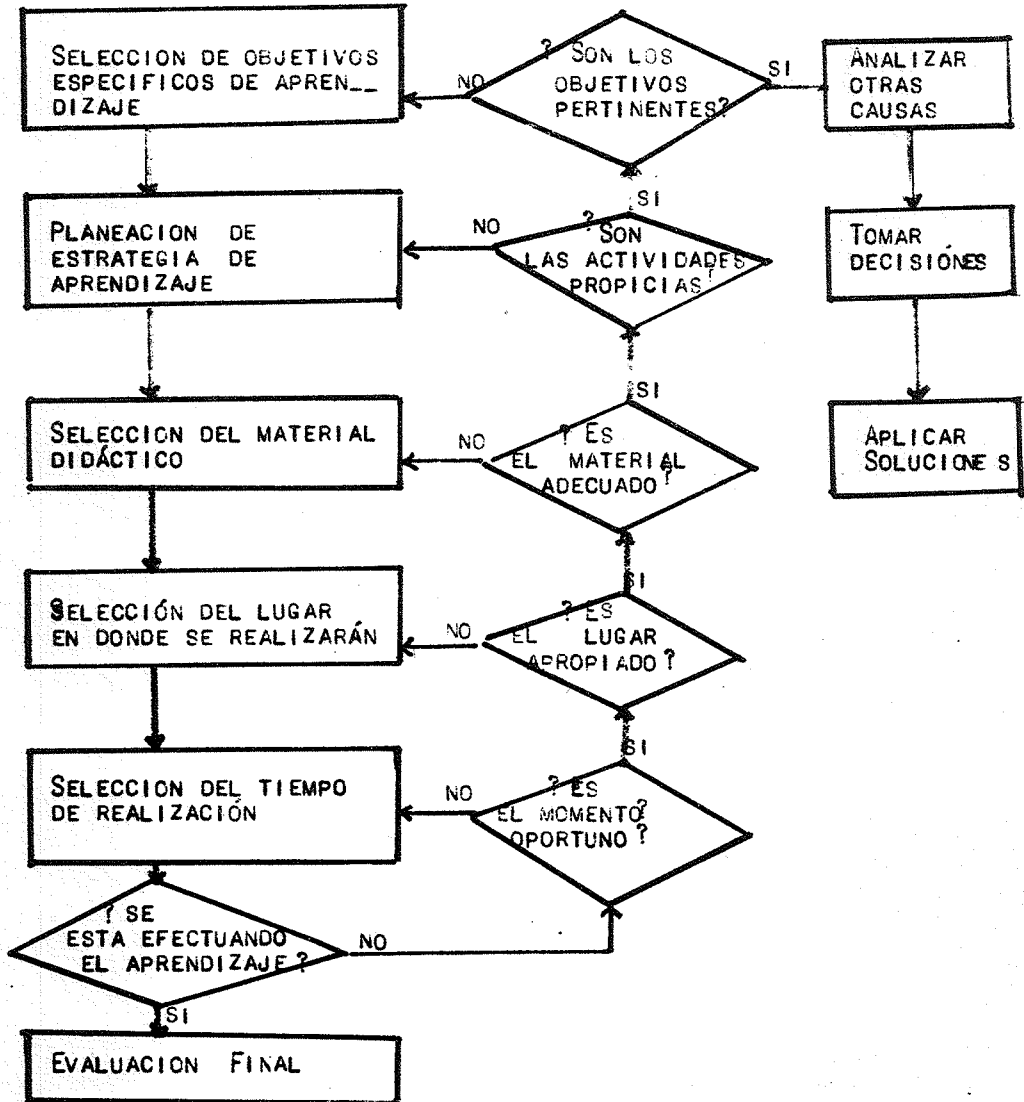 SELECCION DE OBJETIVOS
ESPECIFICOS DE APREN__
DIZAJE
NO
? SON LOS
OBJETIVOS
PERTINENTES?
SI
ANALIZAR
OTRAS
CAUSAS
PLANEACION DE
ESTRATEGIA DE
APRENDIZAJE
NO
SI
? SON
LAS ACTIVIDADES
PROPICIAS?
TOMAR
DECISIÓNES
SELECCION DEL MATERIAL
DIDÁCTICO
NO
SI
? ES
EL MATERIAL
ADECUADO?
APLICAR
SOLUCIONES
SELECCIÓN DEL LUGAR
EN DONDE SE REALIZARÁN
NO
SI
? ES
EL LUGAR
APROPIADO?
SELECCION DEL TIEMPO
DE REALIZACIÓN
NO
SI
? ES
EL MOMENTO?
OPORTUNO?
? SE
ESTA EFECTUANDO
EL APRENDIZAJE?
NO
SI
EVALUACION FINAL